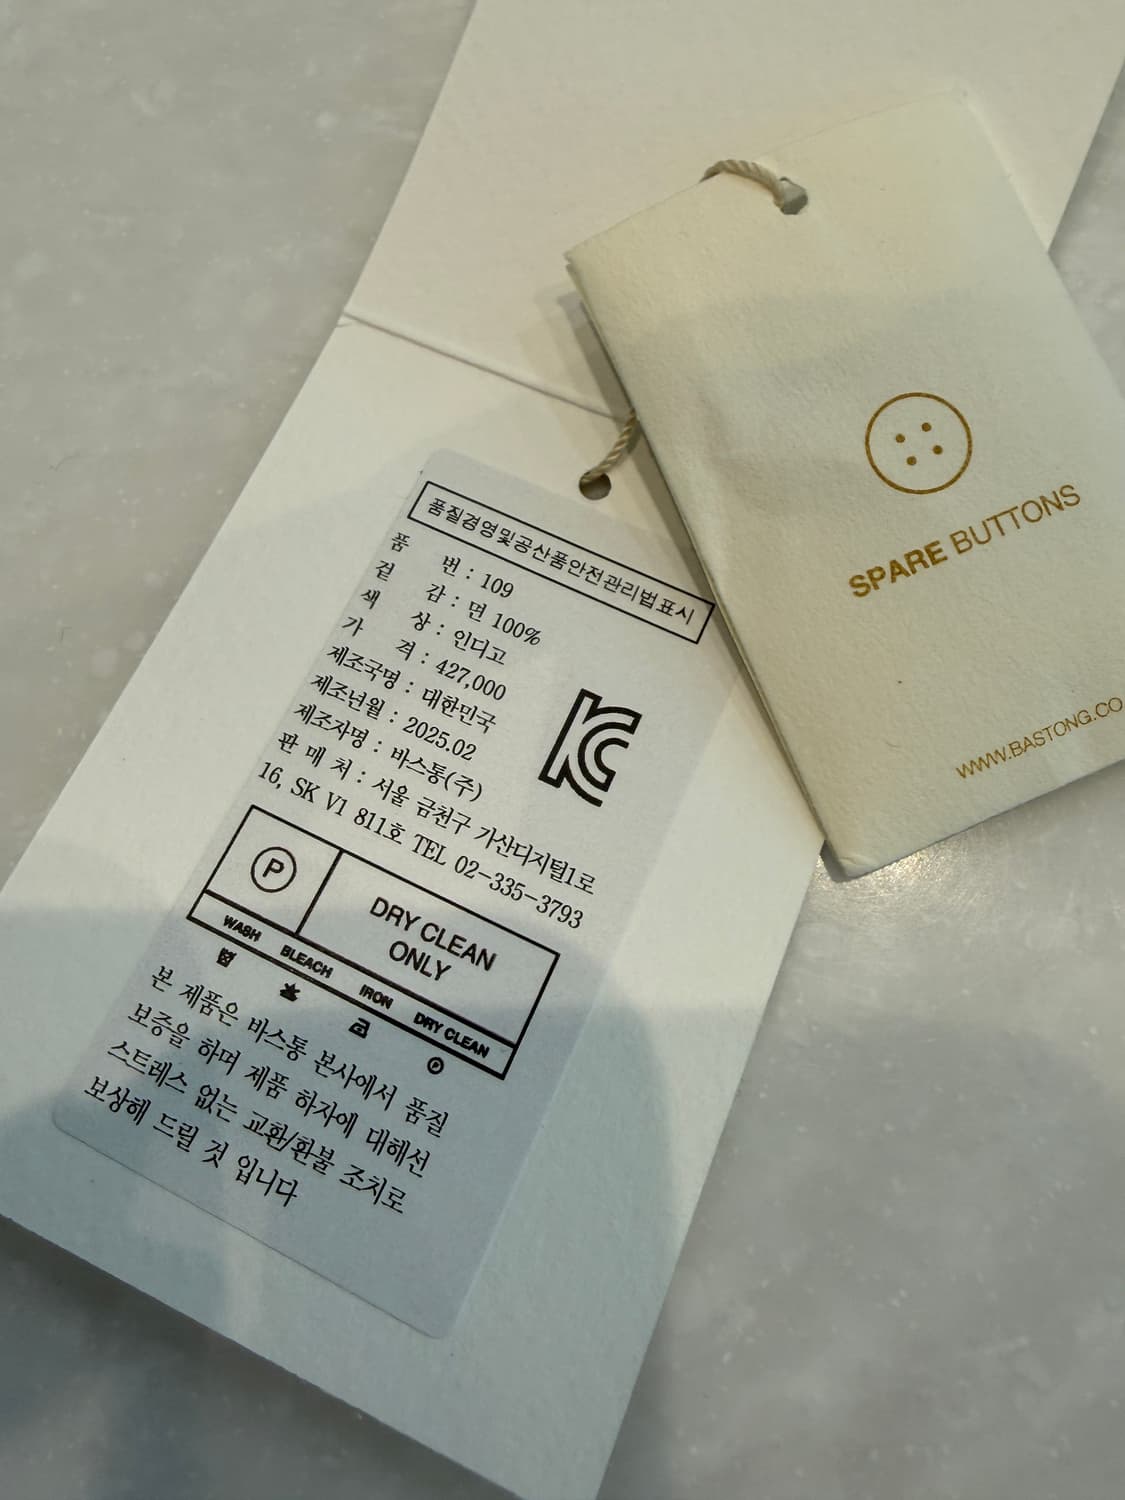 품질경영및공산품안전관리법표시
품 번 : 109
겉 감 : 면 100%
색 상 : 인디고
가 격 : 427,000
제조국명 : 대한민국
제조년월 : 2025.02
제조자명 : 바스통(주)
판 매 처 : 서울 금천구 가산디지털1로
16, SK V1 811호 TEL 02-335-3793
P
DRY CLEAN
ONLY
WASH BLEACH IRON DRY CLEAN
P
본 제품은 바스통 본사에서 품질
보증을 하며 제품 하자에 대해선
스트레스 없는 교환/환불 조치로
보상해 드릴 것 입니다
KC
SPARE BUTTONS
WWW.BASTONG.CO